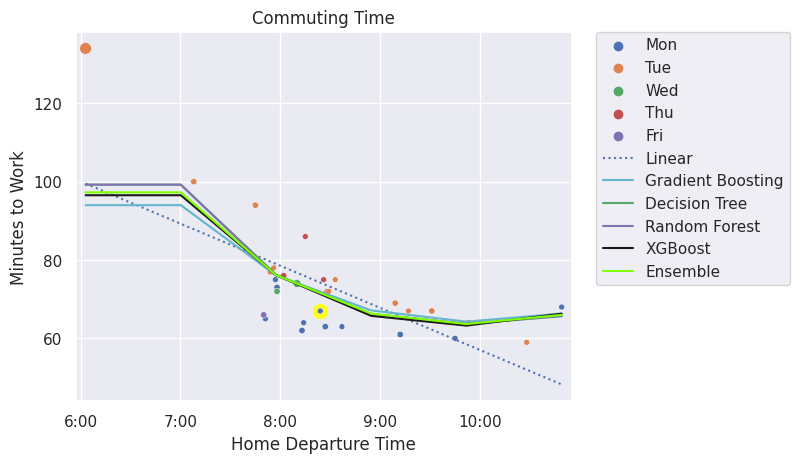 Commuting Time
Minutes to Work
120
100
80
60
6:00
7:00
8:00
9:00
10:00
Home Departure Time
Mon
Tue
Wed
Thu
Fri
Linear
Gradient Boosting
Decision Tree
Random Forest
XGBoost
Ensemble